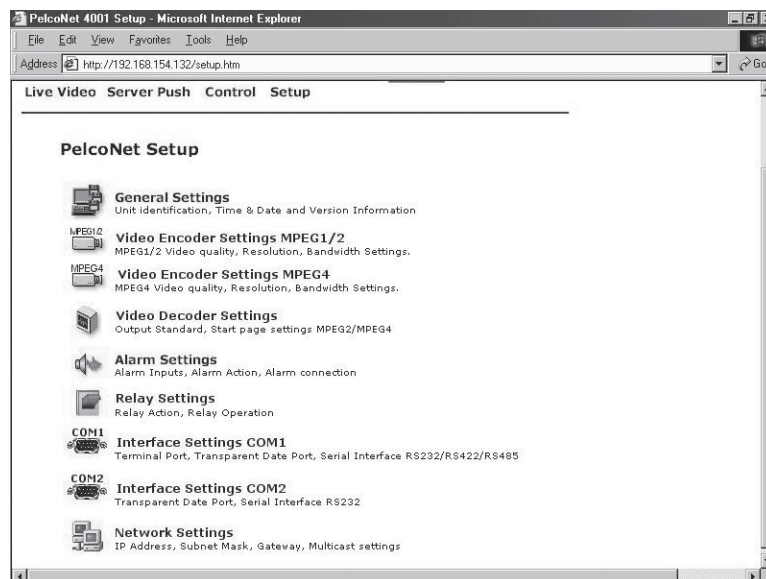 PelcoNet 4001 Setup - Microsoft Internet Explorer
File Edit View Favorites Tools Help
Address http://192.168.154.132/setup.htm Go
Live Video Server Push Control Setup
PelcoNet Setup
General Settings
Unit identification, Time & Date and Version Information
MPEG1/2
Video Encoder Settings MPEG1/2
MPEG1/2 Video quality, Resolution, Bandwidth Settings.
MPEG4
Video Encoder Settings MPEG4
MPEG4 Video quality, Resolution, Bandwidth Settings.
Video Decoder Settings
Output Standard, Start page settings MPEG2/MPEG4
Alarm Settings
Alarm Inputs, Alarm Action, Alarm connection
Relay Settings
Relay Action, Relay Operation
COM1
Interface Settings COM1
Terminal Port, Transparent Date Port, Serial Interface RS232/RS422/RS485
COM2
Interface Settings COM2
Transparent Date Port, Serial Interface RS232
Network Settings
IP Address, Subnet Mask, Gateway, Multicast settings